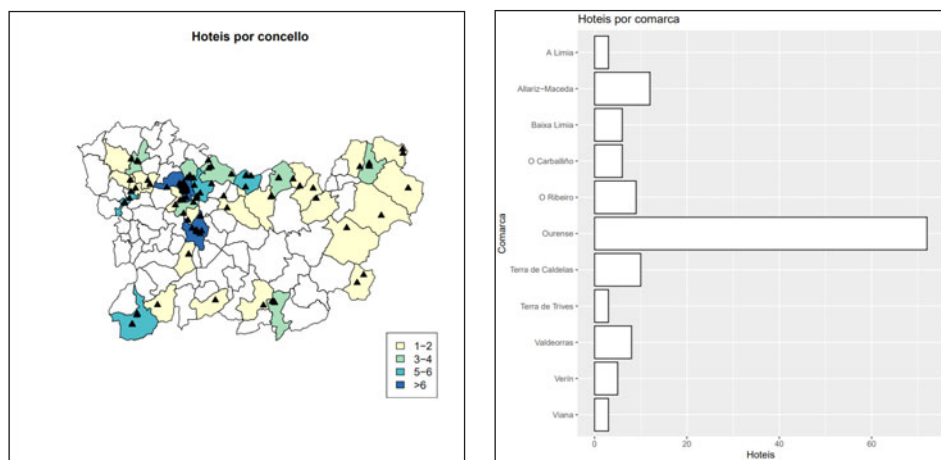 Hoteis por concello
1−2
3−4
5−6
>6
Hoteis por comarca
Comarca
A Limia
Allariz−Maceda
Baixa Limia
O Carballiño
O Ribeiro
Ourense
Terra de Caldelas
Terra de Trives
Valdeorras
Verín
Viana
0
20
40
60
Hoteis